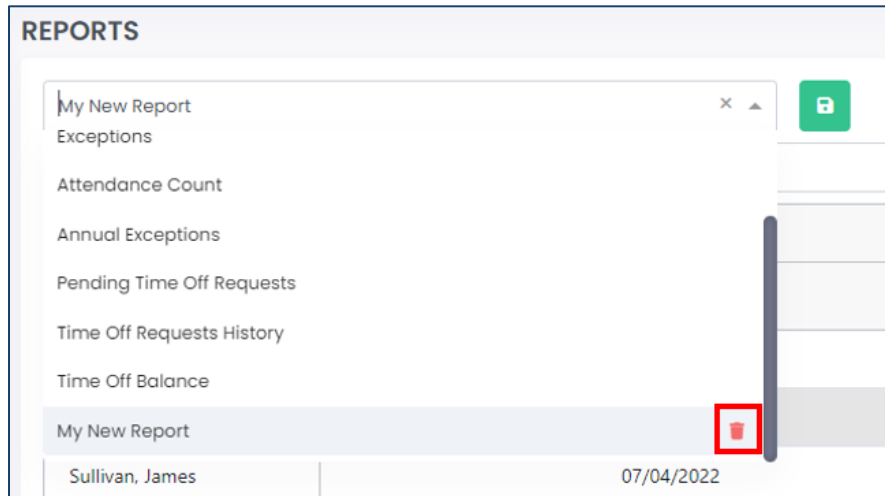 REPORTS
My New Report
Exceptions
Attendance Count
Annual Exceptions
Pending Time Off Requests
Time Off Requests History
Time Off Balance
My New Report
Sullivan, James 07/04/2022